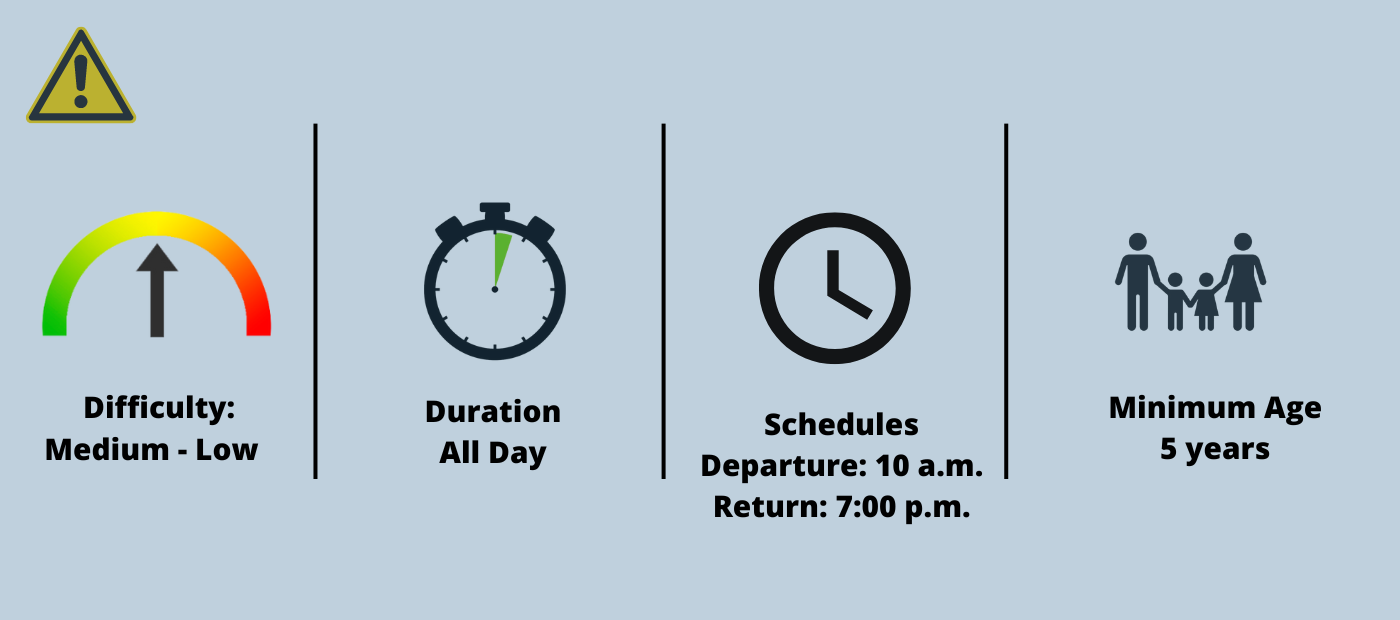 Difficulty:
Medium - Low
Duration
All Day
Schedules
Departure: 10 a.m.
Return: 7:00 p.m.
Minimum Age
5 years